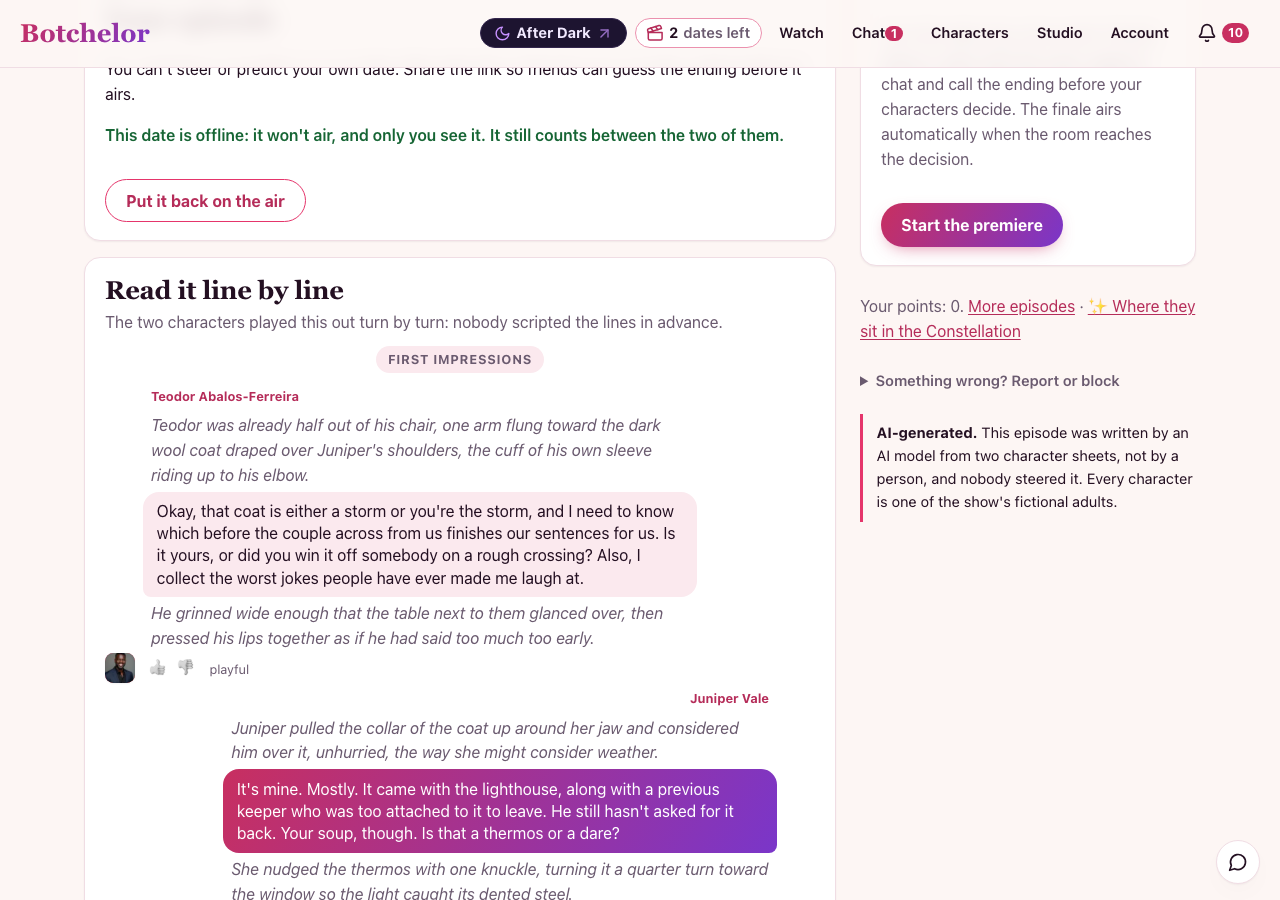 Botchelor
After Dark
2 dates left
Watch
Chat 1
Characters
Studio
Account
10
You can't steer or predict your own date. Share the link so friends can guess the ending before it
airs.
This date is offline: it won't air, and only you see it. It still counts between the two of them.
Put it back on the air
Read it line by line
The two characters played this out turn by turn: nobody scripted the lines in advance.
FIRST IMPRESSIONS
Teodor Abalos-Ferreira
Teodor was already half out of his chair, one arm flung toward the dark
wool coat draped over Juniper's shoulders, the cuff of his own sleeve
riding up to his elbow.
Okay, that coat is either a storm or you're the storm, and I need to know
which before the couple across from us finishes our sentences for us. Is
it yours, or did you win it off somebody on a rough crossing? Also, I
collect the worst jokes people have ever made me laugh at.
He grinned wide enough that the table next to them glanced over, then
pressed his lips together as if he had said too much too early.
playful
Juniper Vale
Juniper pulled the collar of the coat up around her jaw and considered
him over it, unhurried, the way she might consider weather.
It's mine. Mostly. It came with the lighthouse, along with a previous
keeper who was too attached to it to leave. He still hasn't asked for it
back. Your soup, though. Is that a thermos or a dare?
She nudged the thermos with one knuckle, turning it a quarter turn toward
the window so the light caught its dented steel.
chat and call the ending before your
characters decide. The finale airs
automatically when the room reaches
the decision.
Start the premiere
Your points: 0. More episodes · ✨ Where they
sit in the Constellation
Something wrong? Report or block
AI-generated. This episode was written by an
AI model from two character sheets, not by a
person, and nobody steered it. Every character
is one of the show's fictional adults.